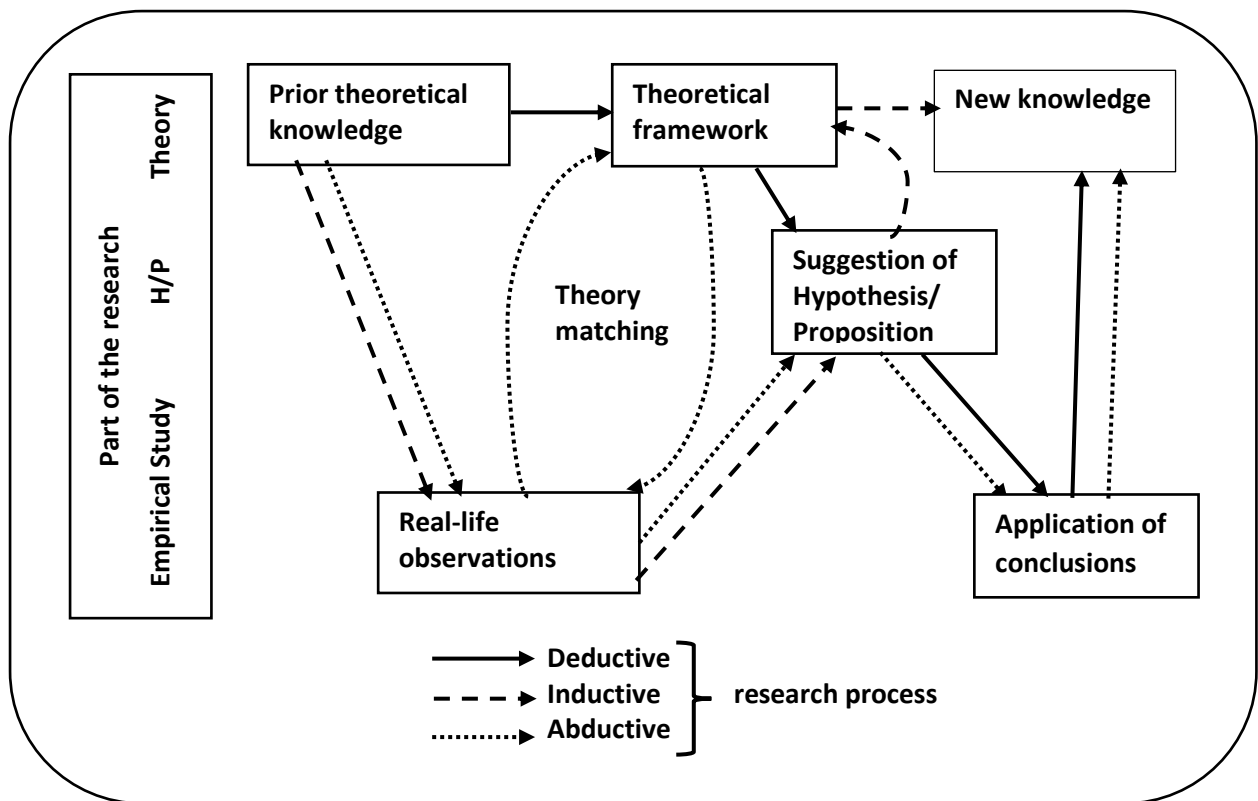 Part of the research
Theory
H/P
Empirical Study
Prior theoretical
knowledge
Theoretical
framework
New knowledge
Suggestion of
Hypothesis/
Proposition
Theory
matching
Real-life
observations
Application of
conclusions
Deductive
Inductive
Abductive
research process